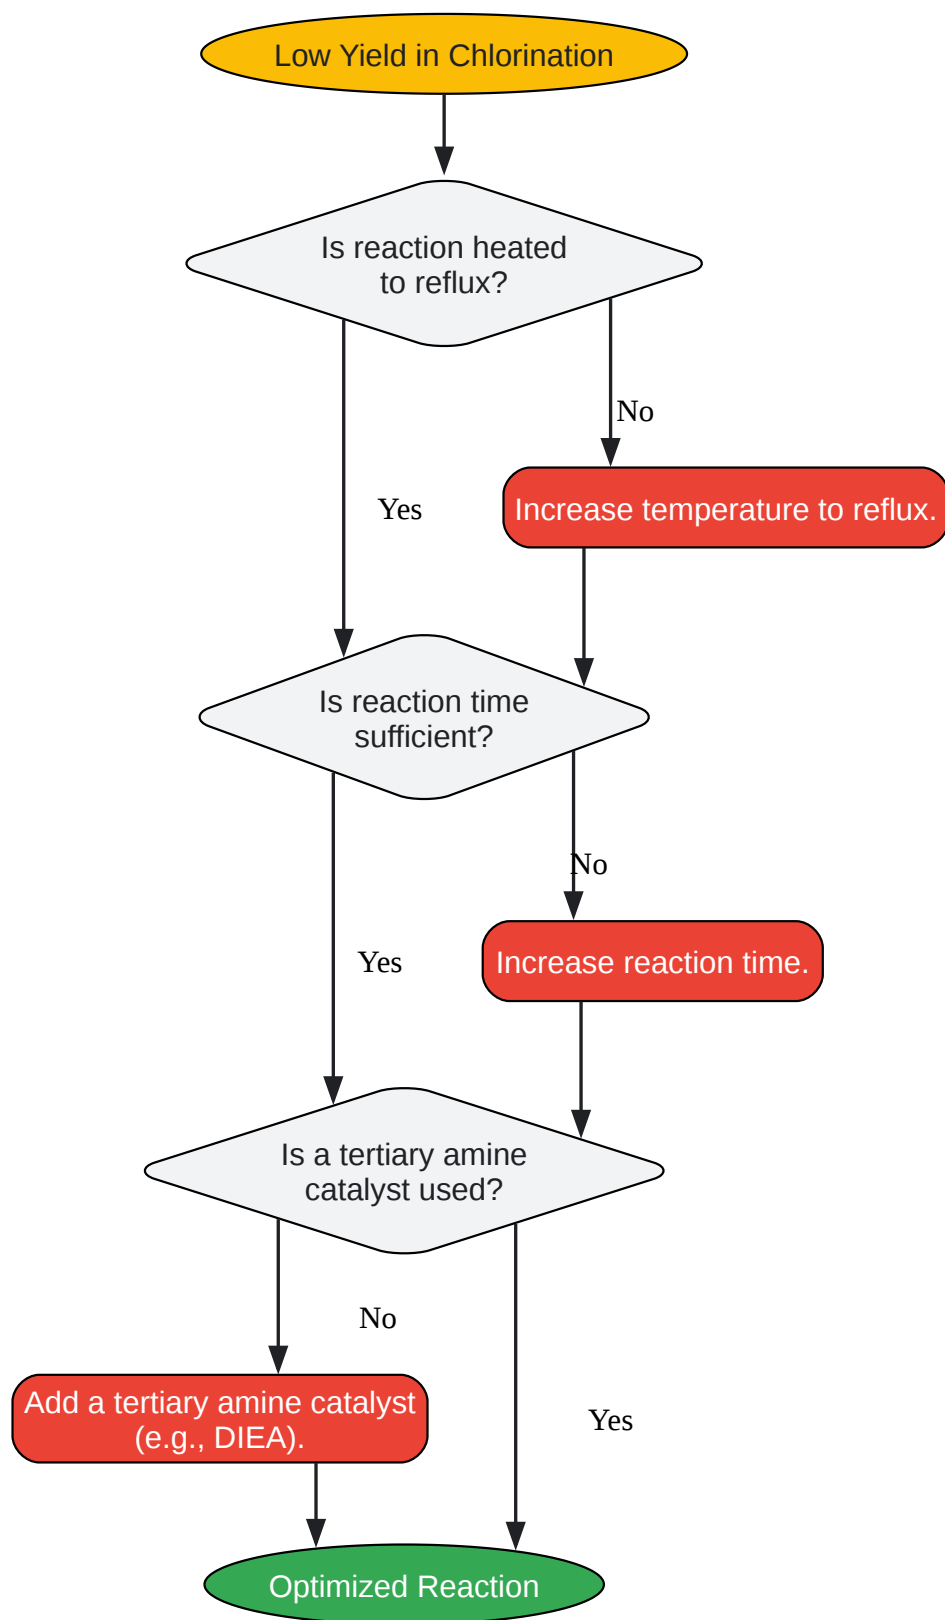 Low Yield in Chlorination
Is reaction heated
to reflux?
No
Yes
Increase temperature to reflux.
Is reaction time
sufficient?
No
Yes
Increase reaction time.
Is a tertiary amine
catalyst used?
No
Add a tertiary amine catalyst
(e.g., DIEA).
Yes
Optimized Reaction